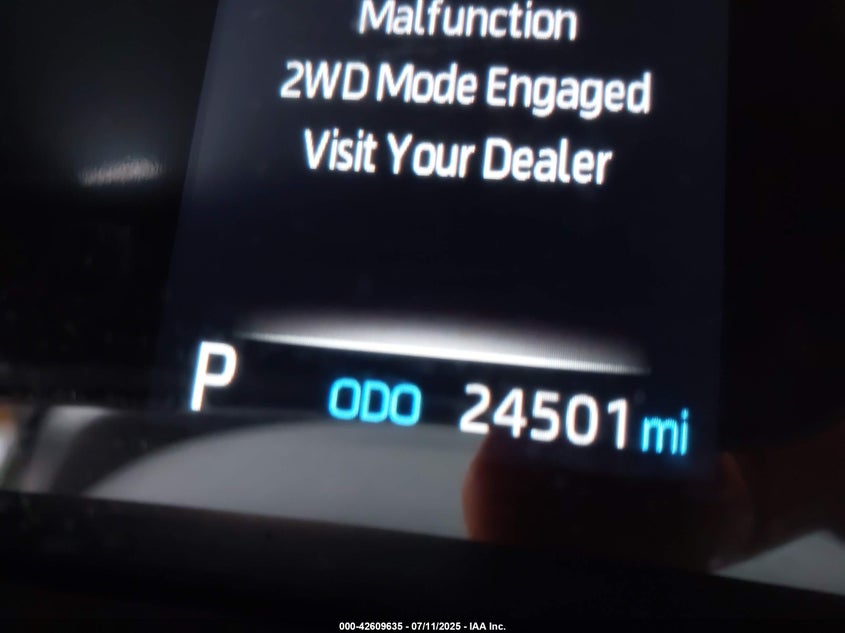 Malfunction
2WD Mode Engaged
Visit Your Dealer
P ODO 24501 mi
000-42609635 - 07/11/2025 - IAA Inc.